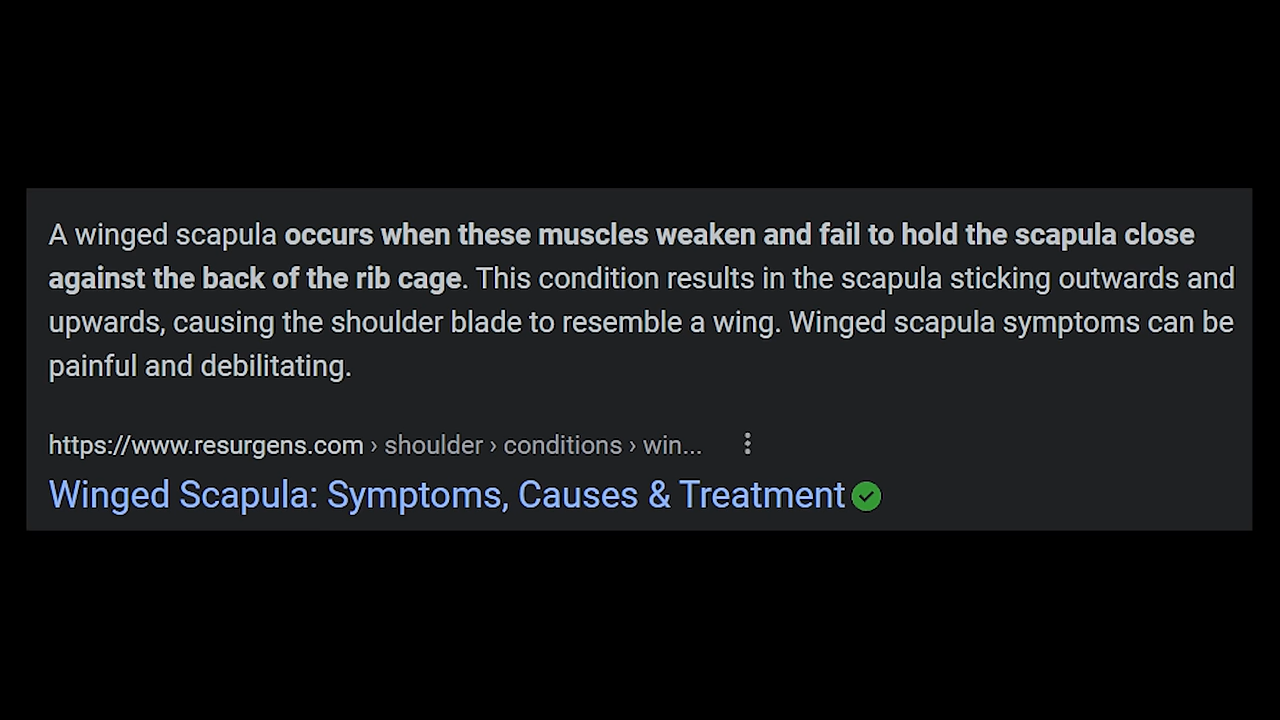 A winged scapula occurs when these muscles weaken and fail to hold the scapula close
against the back of the rib cage. This condition results in the scapula sticking outwards and
upwards, causing the shoulder blade to resemble a wing. Winged scapula symptoms can be
painful and debilitating.
https://www.resurgens.com › shoulder › conditions › win...
Winged Scapula: Symptoms, Causes & Treatment